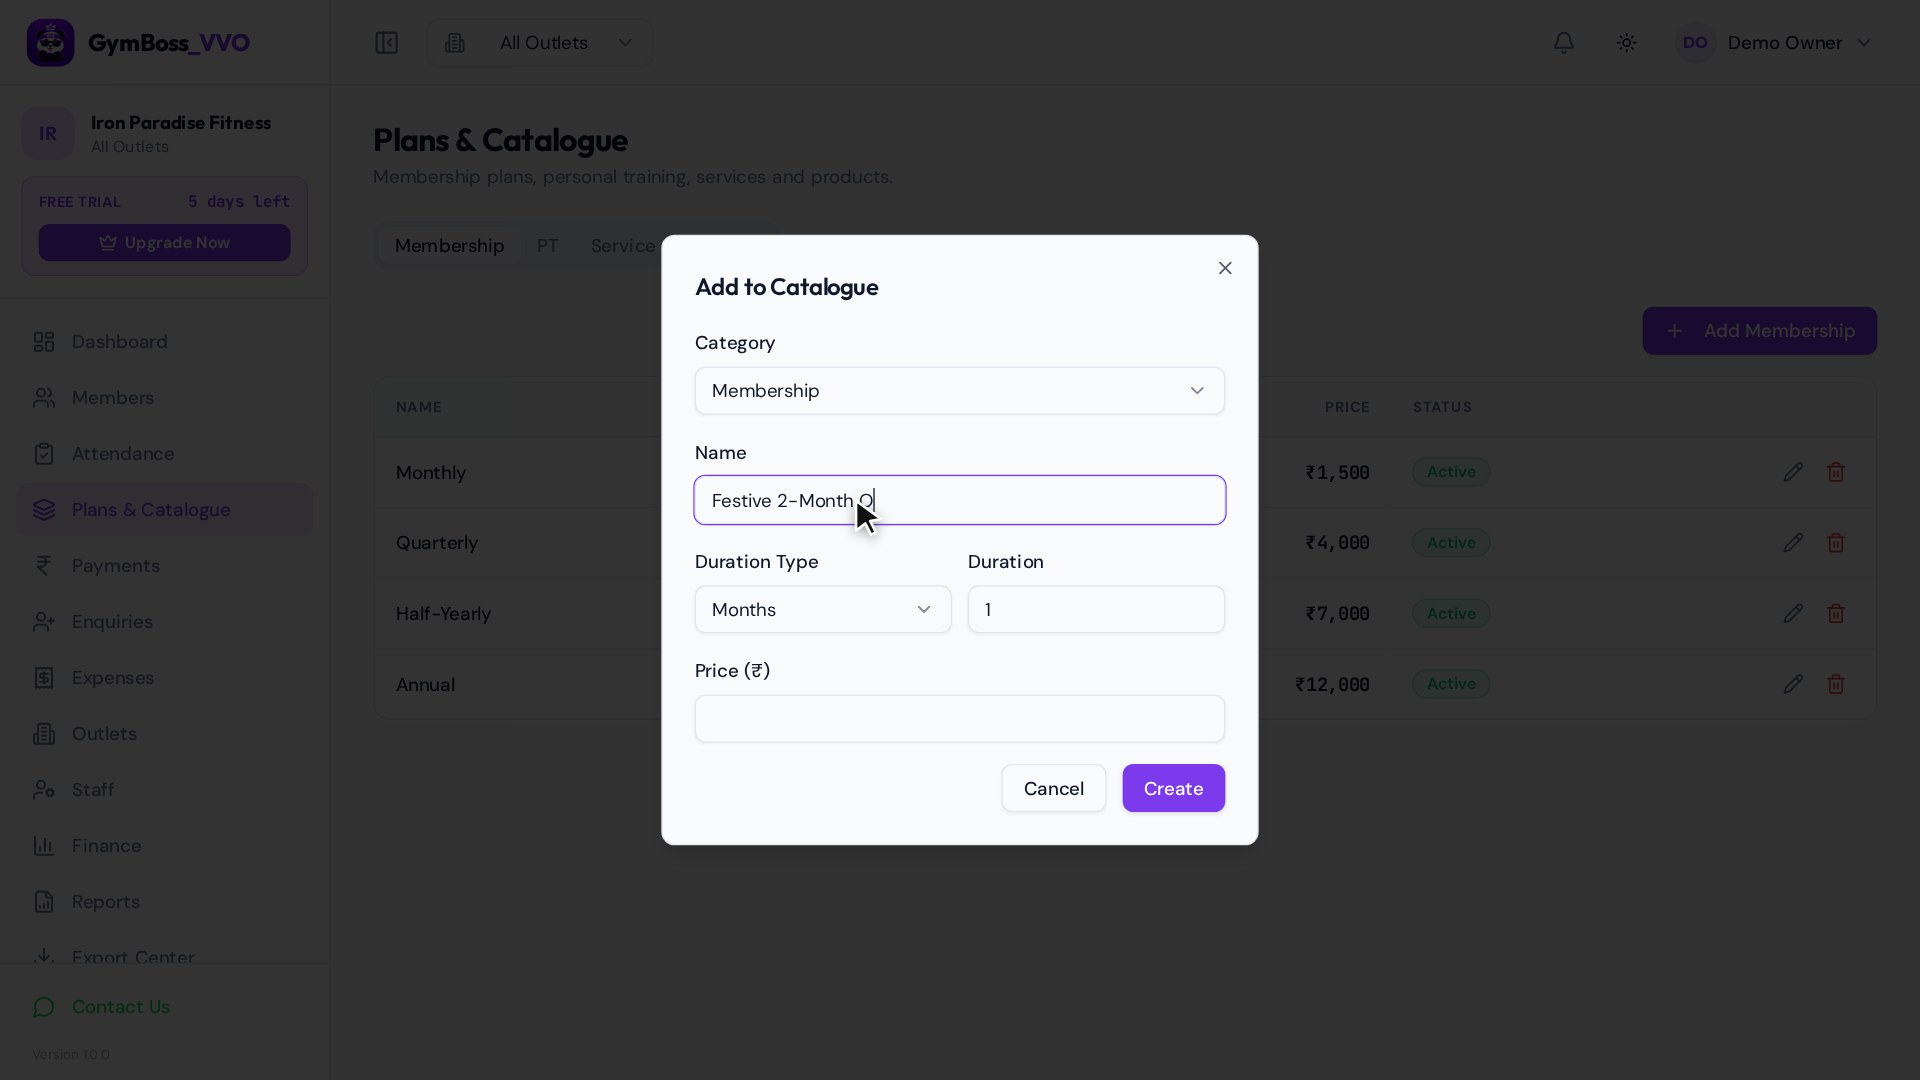 GymBoss_VVO
All Outlets
DO Demo Owner
IR Iron Paradise Fitness
All Outlets
FREE TRIAL 5 days left
Upgrade Now
Dashboard
Members
Attendance
Plans & Catalogue
Payments
Enquiries
Expenses
Outlets
Staff
Finance
Reports
Export Center
Contact Us
Version 1.0.0
Plans & Catalogue
Membership plans, personal training, services and products.
Membership PT Service
Add Membership
NAME PRICE STATUS
Monthly ₹1,500 Active
Quarterly ₹4,000 Active
Half-Yearly ₹7,000 Active
Annual ₹12,000 Active
Add to Catalogue
Category
Membership
Name
Festive 2-Month O
Duration Type Duration
Months 1
Price (₹)
Cancel Create